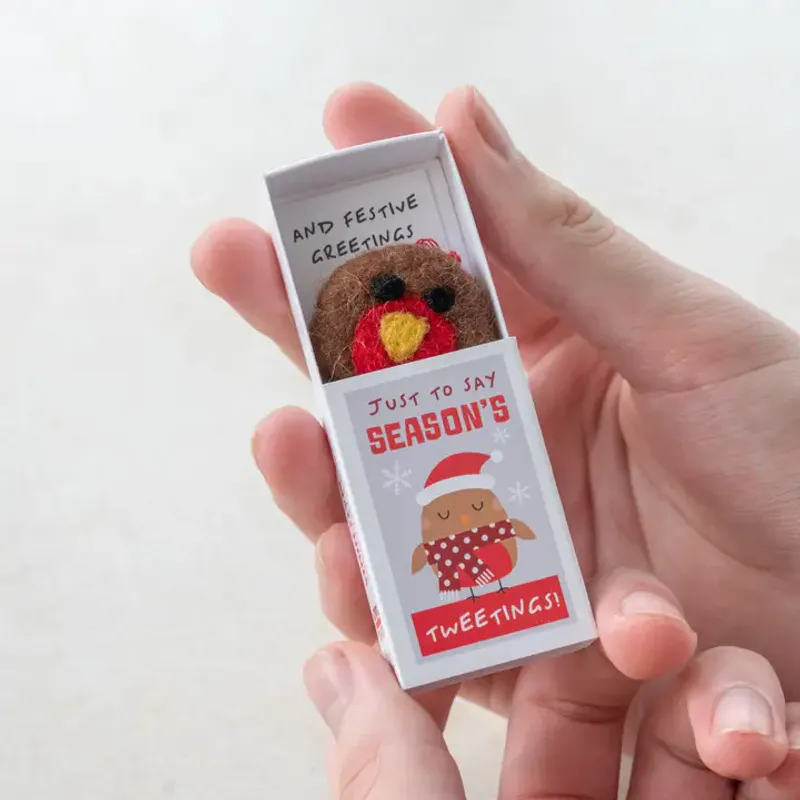 AND FESTIVE
GREETINGS
JUST TO SAY
SEASON'S
TWEETINGS!